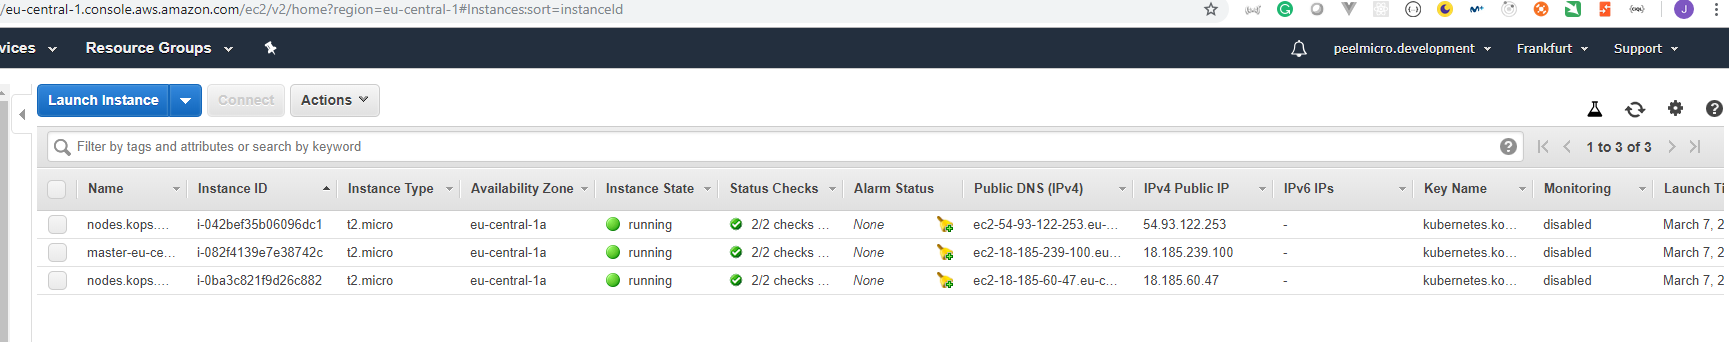 /eu-central-1.console.aws.amazon.com/ec2/v2/home?region=eu-central-1#Instances:sort=instanceId
vices Resource Groups peelmicro.development Frankfurt Support
Launch Instance Connect Actions
Filter by tags and attributes or search by keyword 1 to 3 of 3
Name Instance ID Instance Type Availability Zone Instance State Status Checks Alarm Status Public DNS (IPv4) IPv4 Public IP IPv6 IPs Key Name Monitoring Launch Ti
nodes.kops.... i-042bef35b06096dc1 t2.micro eu-central-1a running 2/2 checks ... None ec2-54-93-122-253.eu-... 54.93.122.253 - kubernetes.ko... disabled March 7, 2
master-eu-ce... i-082f4139e7e38742c t2.micro eu-central-1a running 2/2 checks ... None ec2-18-185-239-100.eu... 18.185.239.100 - kubernetes.ko... disabled March 7, 2
nodes.kops.... i-0ba3c821f9d26c882 t2.micro eu-central-1a running 2/2 checks ... None ec2-18-185-60-47.eu-c... 18.185.60.47 - kubernetes.ko... disabled March 7, 2